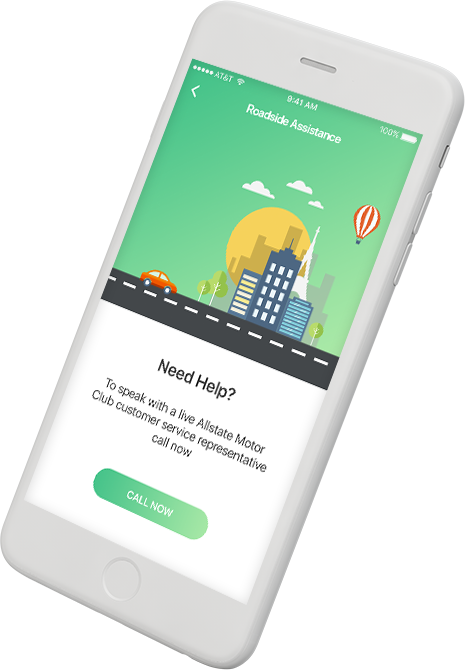 AT&T
9:41 AM
100%
Roadside Assistance
Need Help?
To speak with a live Allstate Motor
Club customer service representative
call now
CALL NOW